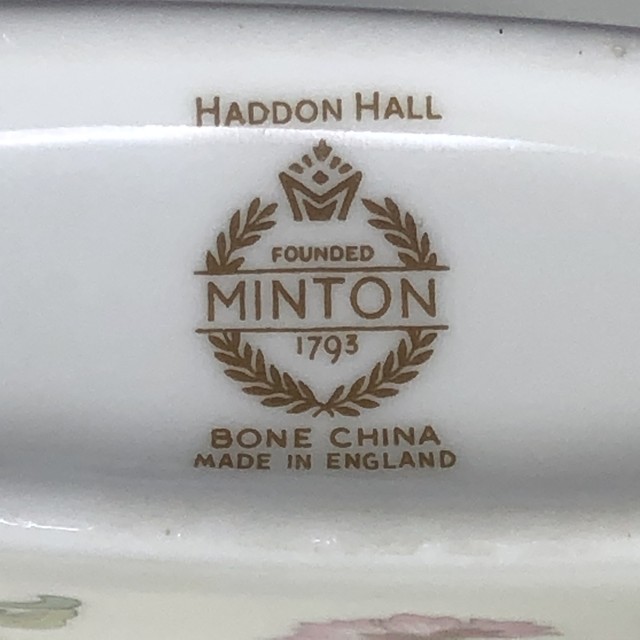 HADDON HALL
M
FOUNDED
MINTON
1793
BONE CHINA
MADE IN ENGLAND